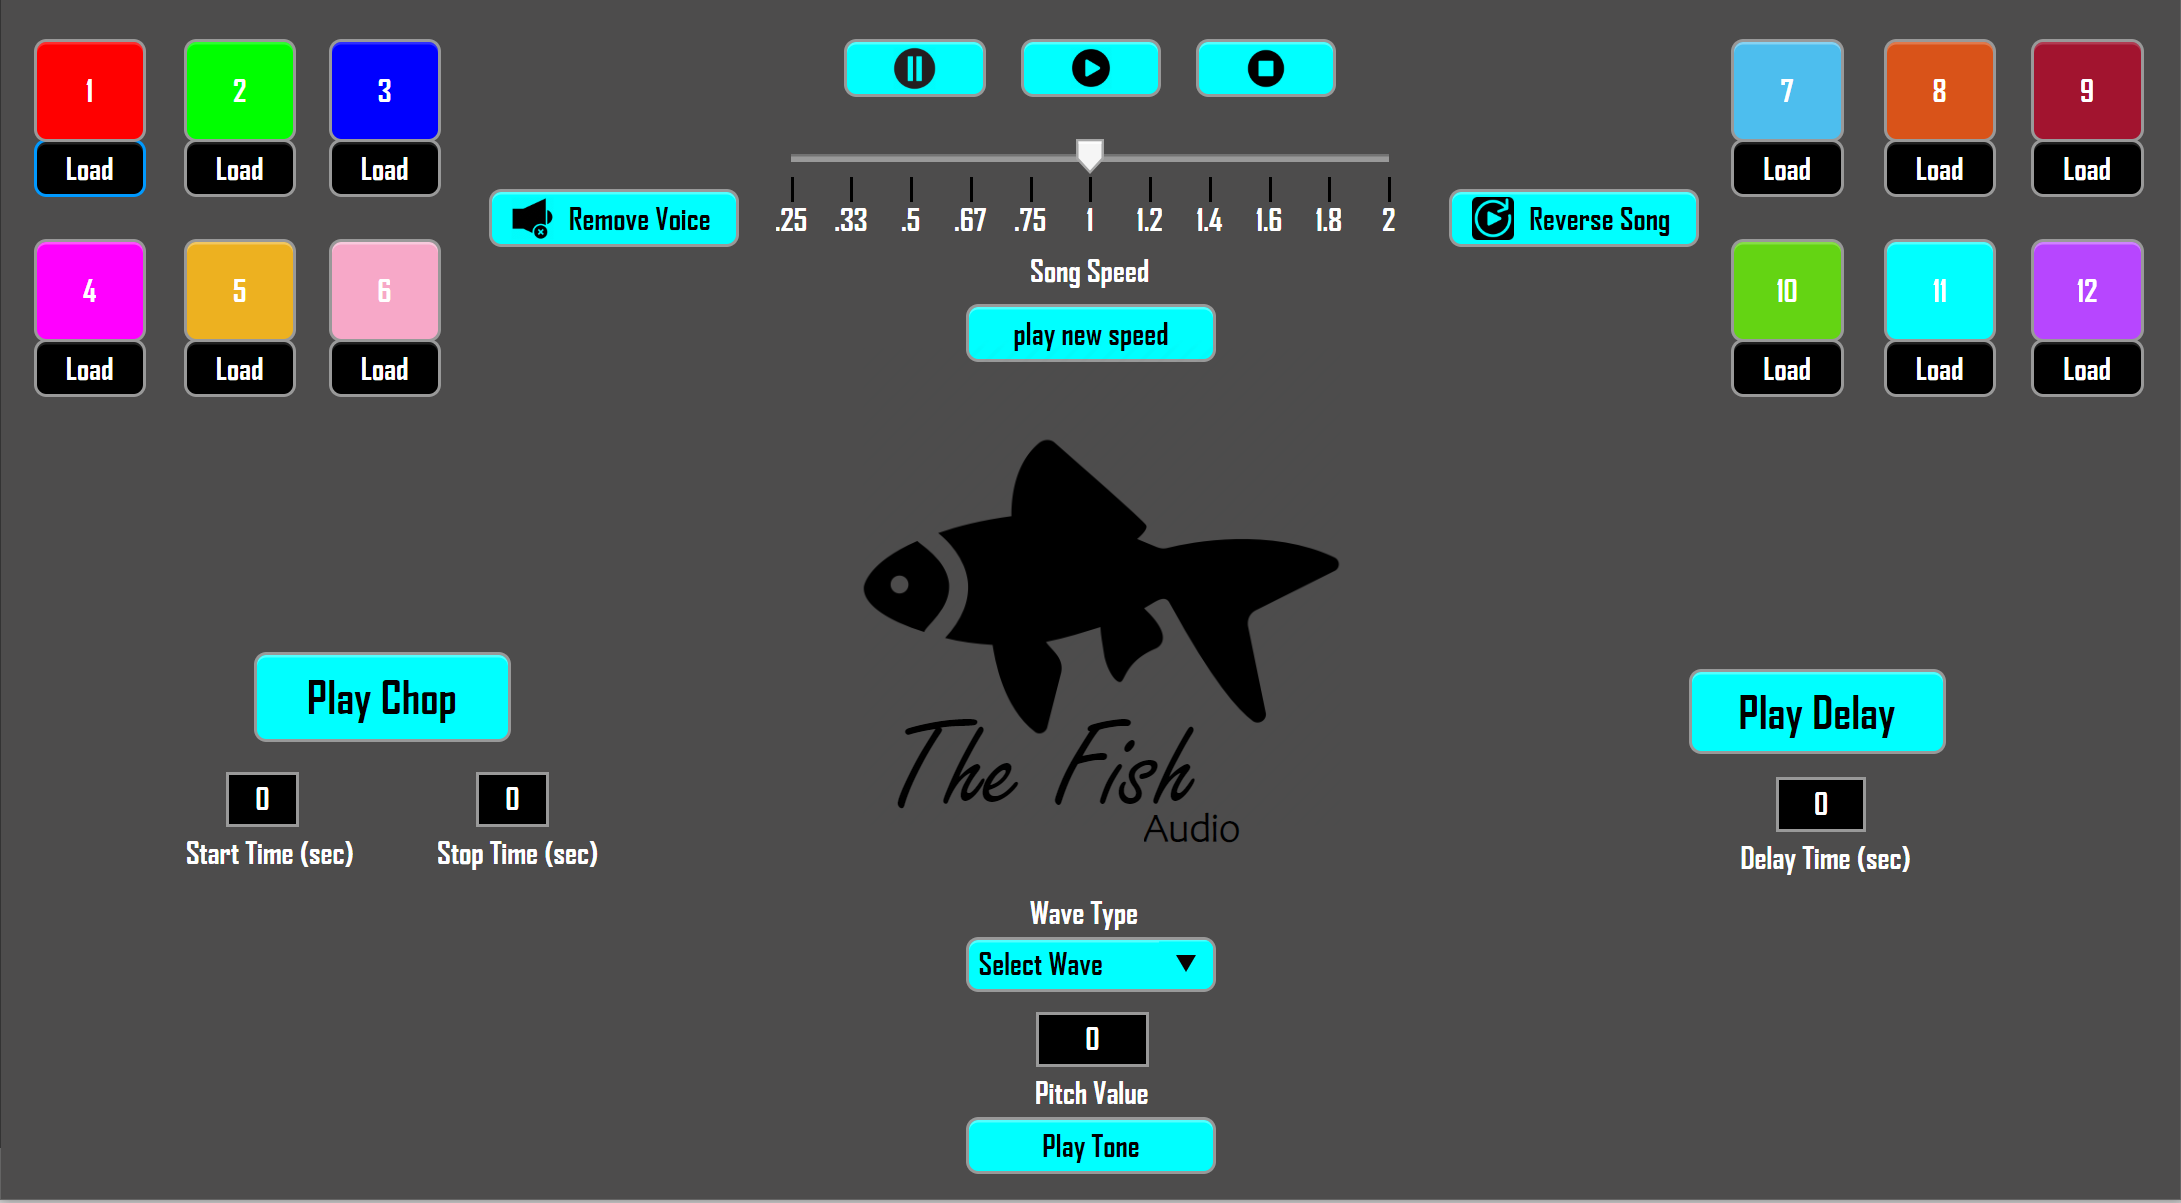 1 2 3
Load Load Load
4 5 6
Load Load Load
Remove Voice
.25 .33 .5 .67 .75 1 1.2 1.4 1.6 1.8 2
Song Speed
play new speed
Reverse Song
7 8 9
Load Load Load
10 11 12
Load Load Load
The Fish
Audio
Play Chop
0 0
Start Time (sec) Stop Time (sec)
Play Delay
0
Delay Time (sec)
Wave Type
Select Wave
0
Pitch Value
Play Tone